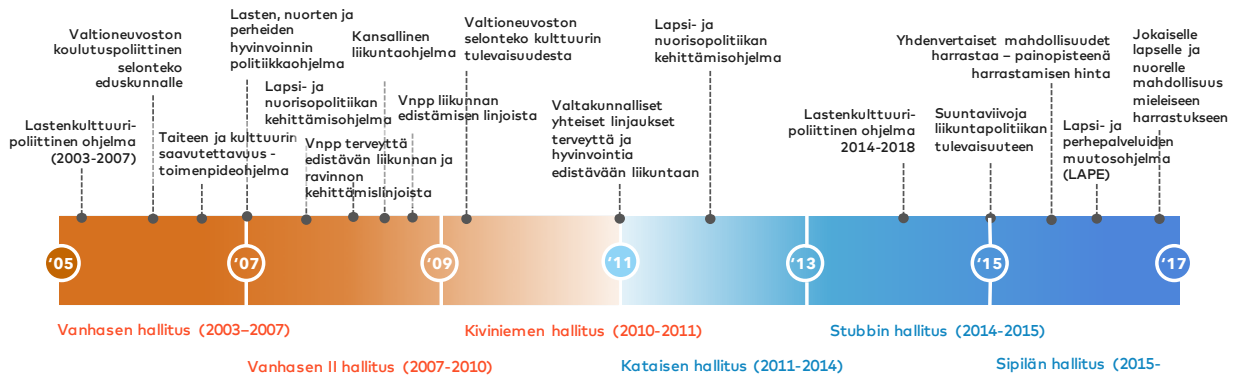 Lastenkulttuuri-
poliittinen ohjelma
(2003-2007)
Valtioneuvoston
koulutuspoliittinen
selonteko
eduskunnalle
Taiteen ja kulttuurin
saavutettavuus -
toimenpideohjelma
Lasten, nuorten ja
perheiden
hyvinvoinnin
politiikkaohjelma
Lapsi- ja
nuorisopolitiikan
kehittämisohjelma
Vnpp terveyttä
edistävän liikunnan ja
ravinnon
kehittämislinjoista
Kansallinen
liikuntaohjelma
Vnpp liikunnan
edistämisen linjoista
Valtioneuvoston
selonteko kulttuurin
tulevaisuudesta
Valtakunnalliset
yhteiset linjaukset
terveyttä ja
hyvinvointia
edistävään liikuntaan
Lapsi- ja
nuorisopolitiikan
kehittämisohjelma
Lastenkulttuuri-
poliittinen ohjelma
2014-2018
Suuntaviivoja
liikuntapolitiikan
tulevaisuuteen
Yhdenvertaiset mahdollisuudet
harrastaa – painopisteenä
harrastamisen hinta
Lapsi- ja
perhepalveluiden
muutosohjelma
(LAPE)
Jokaiselle
lapselle ja
nuorelle
mahdollisuus
mieleiseen
harrastukseen
'05
'07
'09
'11
'13
'15
'17
Vanhasen hallitus (2003–2007)
Kiviniemen hallitus (2010-2011)
Stubbin hallitus (2014-2015)
Vanhasen II hallitus (2007-2010)
Kataisen hallitus (2011-2014)
Sipilän hallitus (2015-